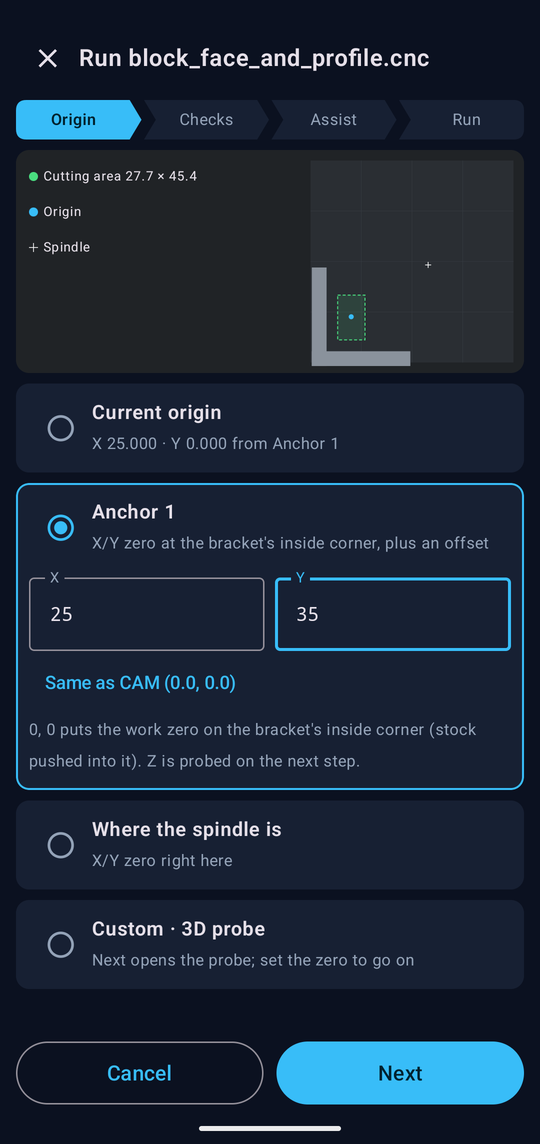 Run block_face_and_profile.cnc
Origin
Checks
Assist
Run
Cutting area 27.7 × 45.4
Origin
Spindle
Current origin
X 25.000 · Y 0.000 from Anchor 1
Anchor 1
X/Y zero at the bracket's inside corner, plus an offset
X
Y
25
35
Same as CAM (0.0, 0.0)
0, 0 puts the work zero on the bracket's inside corner (stock
pushed into it). Z is probed on the next step.
Where the spindle is
X/Y zero right here
Custom · 3D probe
Next opens the probe; set the zero to go on
Cancel
Next